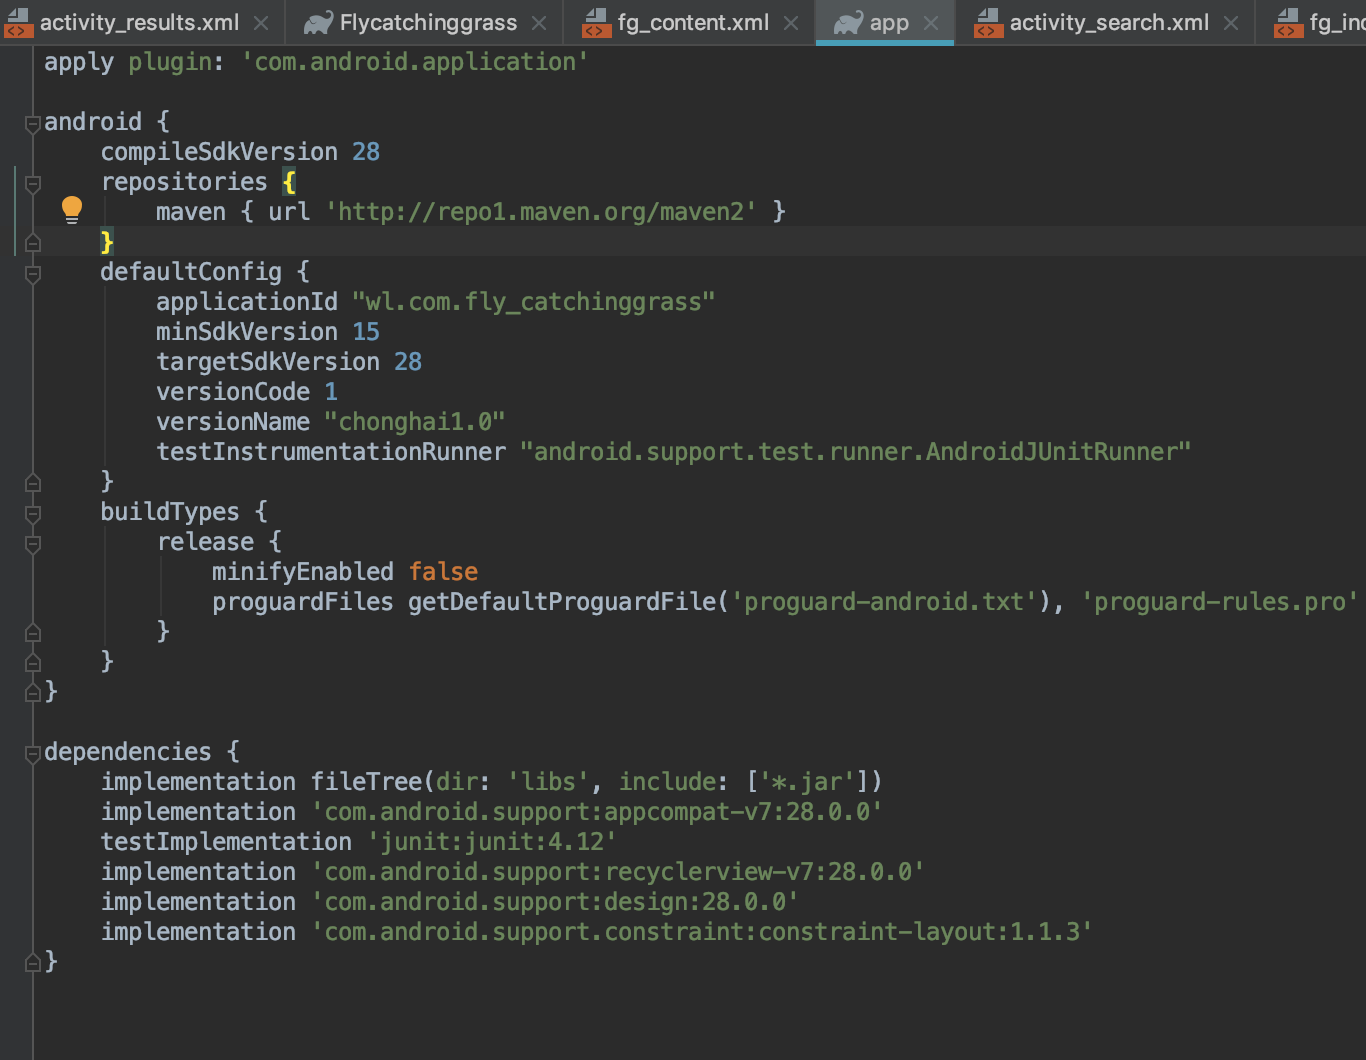 activity_results.xml Flycatchinggrass fg_content.xml app activity_search.xml
apply plugin: 'com.android.application'
android {
compileSdkVersion 28
repositories {
maven { url 'http://repo1.maven.org/maven2' }
}
defaultConfig {
applicationId "wl.com.fly_catchinggrass"
minSdkVersion 15
targetSdkVersion 28
versionCode 1
versionName "chonghai1.0"
testInstrumentationRunner "android.support.test.runner.AndroidJUnitRunner"
}
buildTypes {
release {
minifyEnabled false
proguardFiles getDefaultProguardFile('proguard-android.txt'), 'proguard-rules.pro'
}
}
}
dependencies {
implementation fileTree(dir: 'libs', include: ['*.jar'])
implementation 'com.android.support:appcompat-v7:28.0.0'
testImplementation 'junit:junit:4.12'
implementation 'com.android.support:recyclerview-v7:28.0.0'
implementation 'com.android.support:design:28.0.0'
implementation 'com.android.support.constraint:constraint-layout:1.1.3'
}